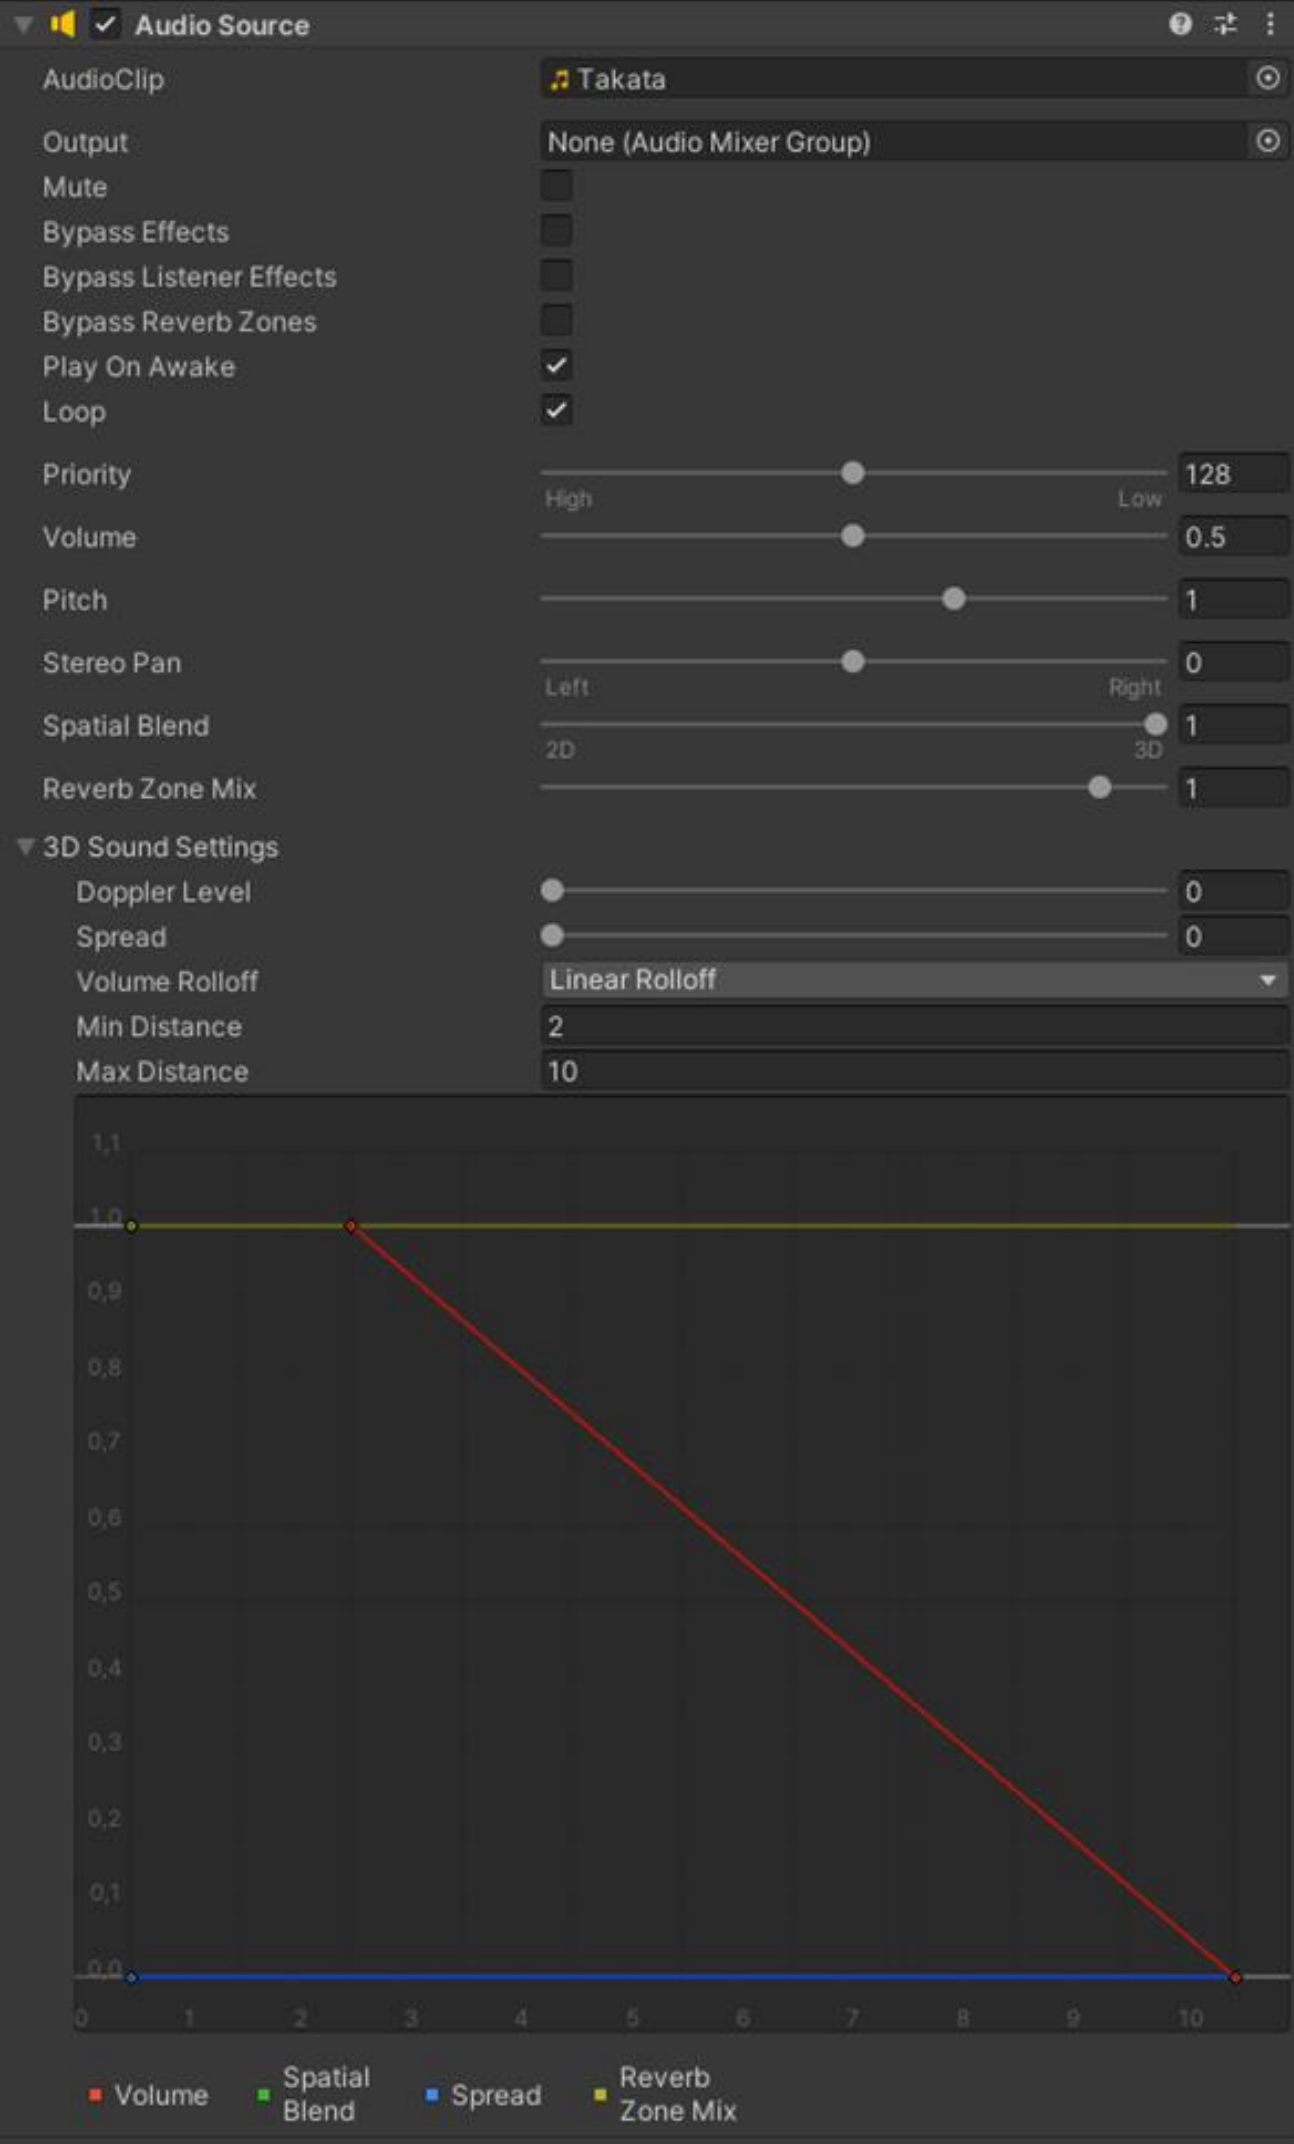 Audio Source
AudioClip
Takata
Output
None (Audio Mixer Group)
Mute
Bypass Effects
Bypass Listener Effects
Bypass Reverb Zones
Play On Awake
Loop
Priority
128
High
Low
Volume
0.5
Pitch
1
Stereo Pan
0
Left
Right
Spatial Blend
1
2D
3D
Reverb Zone Mix
1
3D Sound Settings
Doppler Level
0
Spread
0
Volume Rolloff
Linear Rolloff
Min Distance
2
Max Distance
10
1,1
1,0
0,9
0,8
0,7
0,6
0,5
0,4
0,3
0,2
0,1
0,0
0 1 2 3 4 5 6 7 8 9 10
Volume
Spatial
Blend
Spread
Reverb
Zone Mix